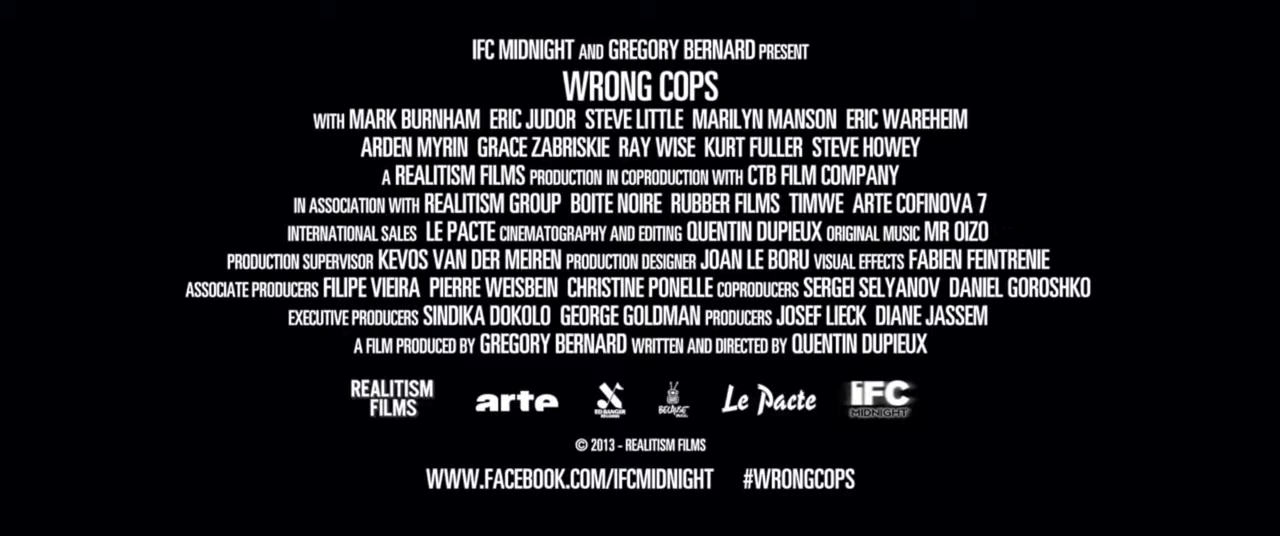 IFC MIDNIGHT AND GREGORY BERNARD PRESENT
WRONG COPS
WITH MARK BURNHAM ERIC JUDOR STEVE LITTLE MARILYN MANSON ERIC WAREHEIM
ARDEN MYRIN GRACE ZABRISKIE RAY WISE KURT FULLER STEVE HOWEY
A REALITISM FILMS PRODUCTION IN COPRODUCTION WITH CTB FILM COMPANY
IN ASSOCIATION WITH REALITISM GROUP BOITE NOIRE RUBBER FILMS TIMWE ARTE COFINOVA 7
INTERNATIONAL SALES LE PACTE CINEMATOGRAPHY AND EDITING QUENTIN DUPIEUX ORIGINAL MUSIC MR OIZO
PRODUCTION SUPERVISOR KEVOS VAN DER MEIREN PRODUCTION DESIGNER JOAN LE BORU VISUAL EFFECTS FABIEN FEINTRENIE
ASSOCIATE PRODUCERS FILIPE VIEIRA PIERRE WEISBEIN CHRISTINE PONELLE COPRODUCERS SERGEI SELYANOV DANIEL GOROSHKO
EXECUTIVE PRODUCERS SINDIKA DOKOLO GEORGE GOLDMAN PRODUCERS JOSEF LIECK DIANE JASSEM
A FILM PRODUCED BY GREGORY BERNARD WRITTEN AND DIRECTED BY QUENTIN DUPIEUX
REALITISM FILMS arte ED BANGER RECORDS BECAUSE Le Pacte IFC MIDNIGHT
© 2013 - REALITISM FILMS
WWW.FACEBOOK.COM/IFCMIDNIGHT #WRONGCOPS